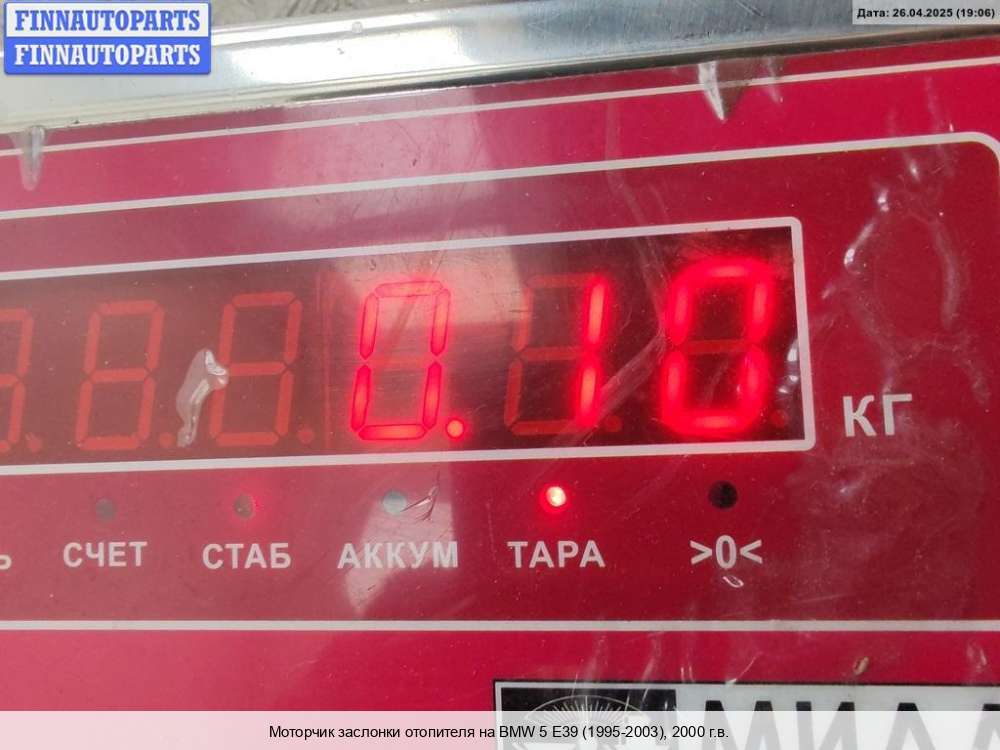 FINNAUTOPARTS
FINNAUTOPARTS
Дата: 26.04.2025 (19:06)
0.10
КГ
СЧЕТ СТАБ АККУМ ТАРА >0<
Моторчик заслонки отопителя на BMW 5 E39 (1995-2003), 2000 г.в.